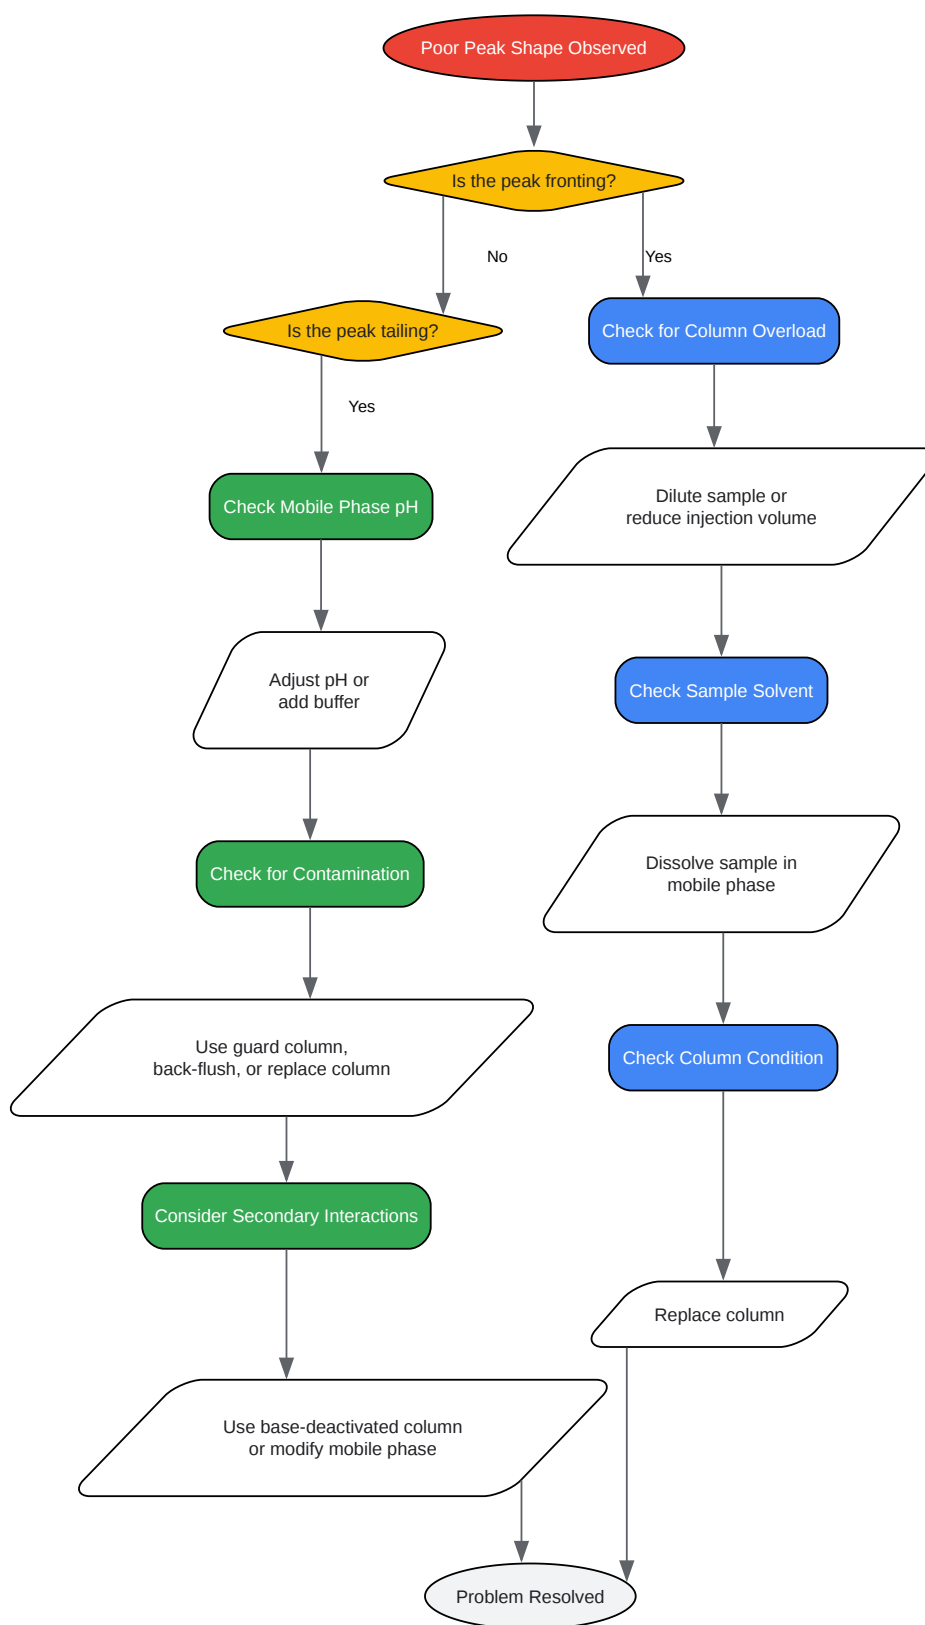 Poor Peak Shape Observed
Is the peak fronting?
No
Yes
Is the peak tailing?
Check for Column Overload
Yes
Check Mobile Phase pH
Dilute sample or
reduce injection volume
Adjust pH or
add buffer
Check Sample Solvent
Check for Contamination
Dissolve sample in
mobile phase
Use guard column,
back-flush, or replace column
Check Column Condition
Consider Secondary Interactions
Replace column
Use base-deactivated column
or modify mobile phase
Problem Resolved